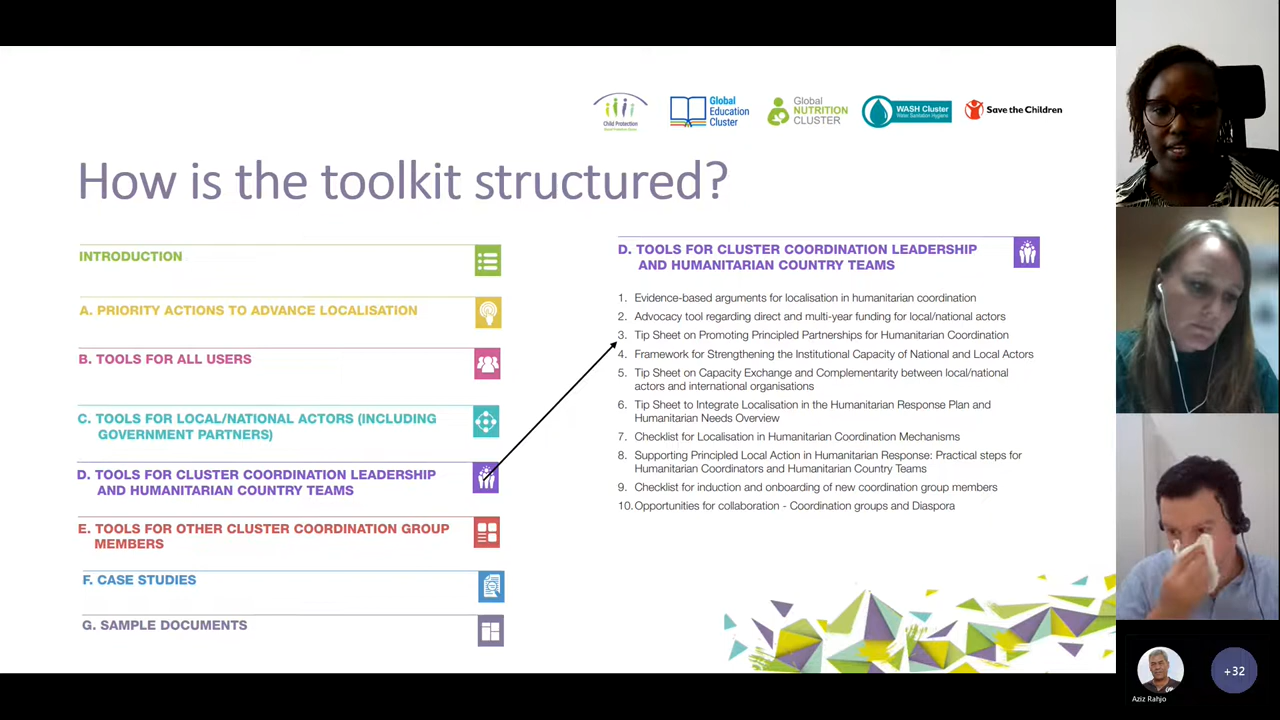 Child Protection
Global
Education
Cluster
Global
NUTRITION
CLUSTER
WASH Cluster
Water Sanitation Hygiene
Save the Children
How is the toolkit structured?
INTRODUCTION
A. PRIORITY ACTIONS TO ADVANCE LOCALISATION
B. TOOLS FOR ALL USERS
C. TOOLS FOR LOCAL/NATIONAL ACTORS (INCLUDING
GOVERNMENT PARTNERS)
D. TOOLS FOR CLUSTER COORDINATION LEADERSHIP
AND HUMANITARIAN COUNTRY TEAMS
E. TOOLS FOR OTHER CLUSTER COORDINATION GROUP
MEMBERS
F. CASE STUDIES
G. SAMPLE DOCUMENTS
D. TOOLS FOR CLUSTER COORDINATION LEADERSHIP
AND HUMANITARIAN COUNTRY TEAMS
1. Evidence-based arguments for localisation in humanitarian coordination
2. Advocacy tool regarding direct and multi-year funding for local/national actors
3. Tip Sheet on Promoting Principled Partnerships for Humanitarian Coordination
4. Framework for Strengthening the Institutional Capacity of National and Local Actors
5. Tip Sheet on Capacity Exchange and Complementarity between local/national
actors and international organisations
6. Tip Sheet to Integrate Localisation in the Humanitarian Response Plan and
Humanitarian Needs Overview
7. Checklist for Localisation in Humanitarian Coordination Mechanisms
8. Supporting Principled Local Action in Humanitarian Response: Practical steps for
Humanitarian Coordinators and Humanitarian Country Teams
9. Checklist for induction and onboarding of new coordination group members
10. Opportunities for collaboration - Coordination groups and Diaspora
Aziz Rahjo
+32